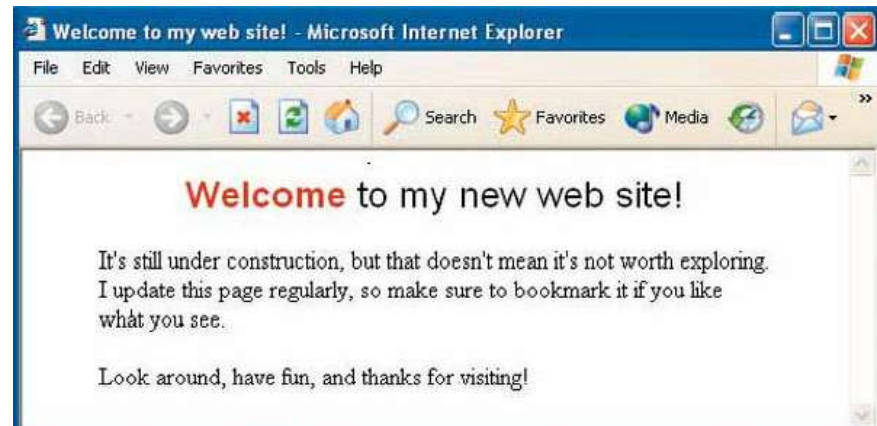 Welcome to my web site! - Microsoft Internet Explorer
File Edit View Favorites Tools Help
Back Search Favorites Media »
Welcome to my new web site!
It's still under construction, but that doesn't mean it's not worth exploring.
I update this page regularly, so make sure to bookmark it if you like
what you see.
Look around, have fun, and thanks for visiting!